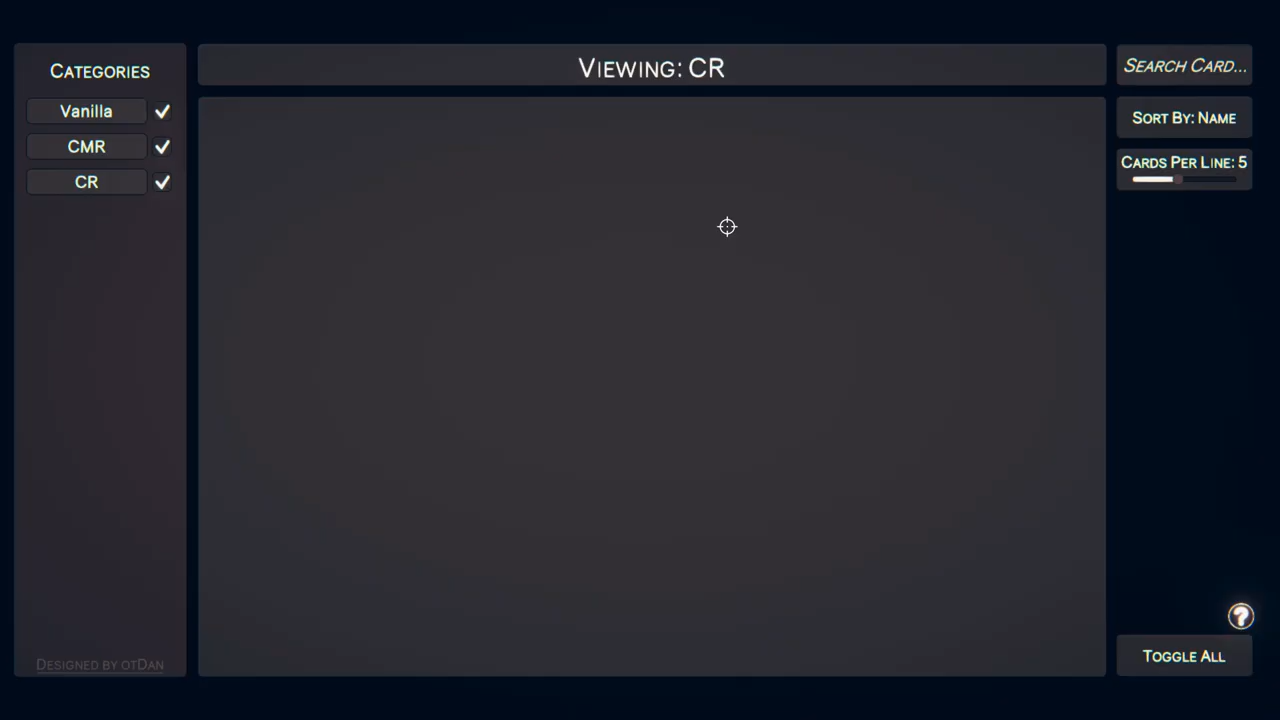 CATEGORIES
Vanilla
CMR
CR
DESIGNED BY OTDAN
VIEWING: CR
SEARCH CARD...
SORT BY: NAME
CARDS PER LINE: 5
?
TOGGLE ALL